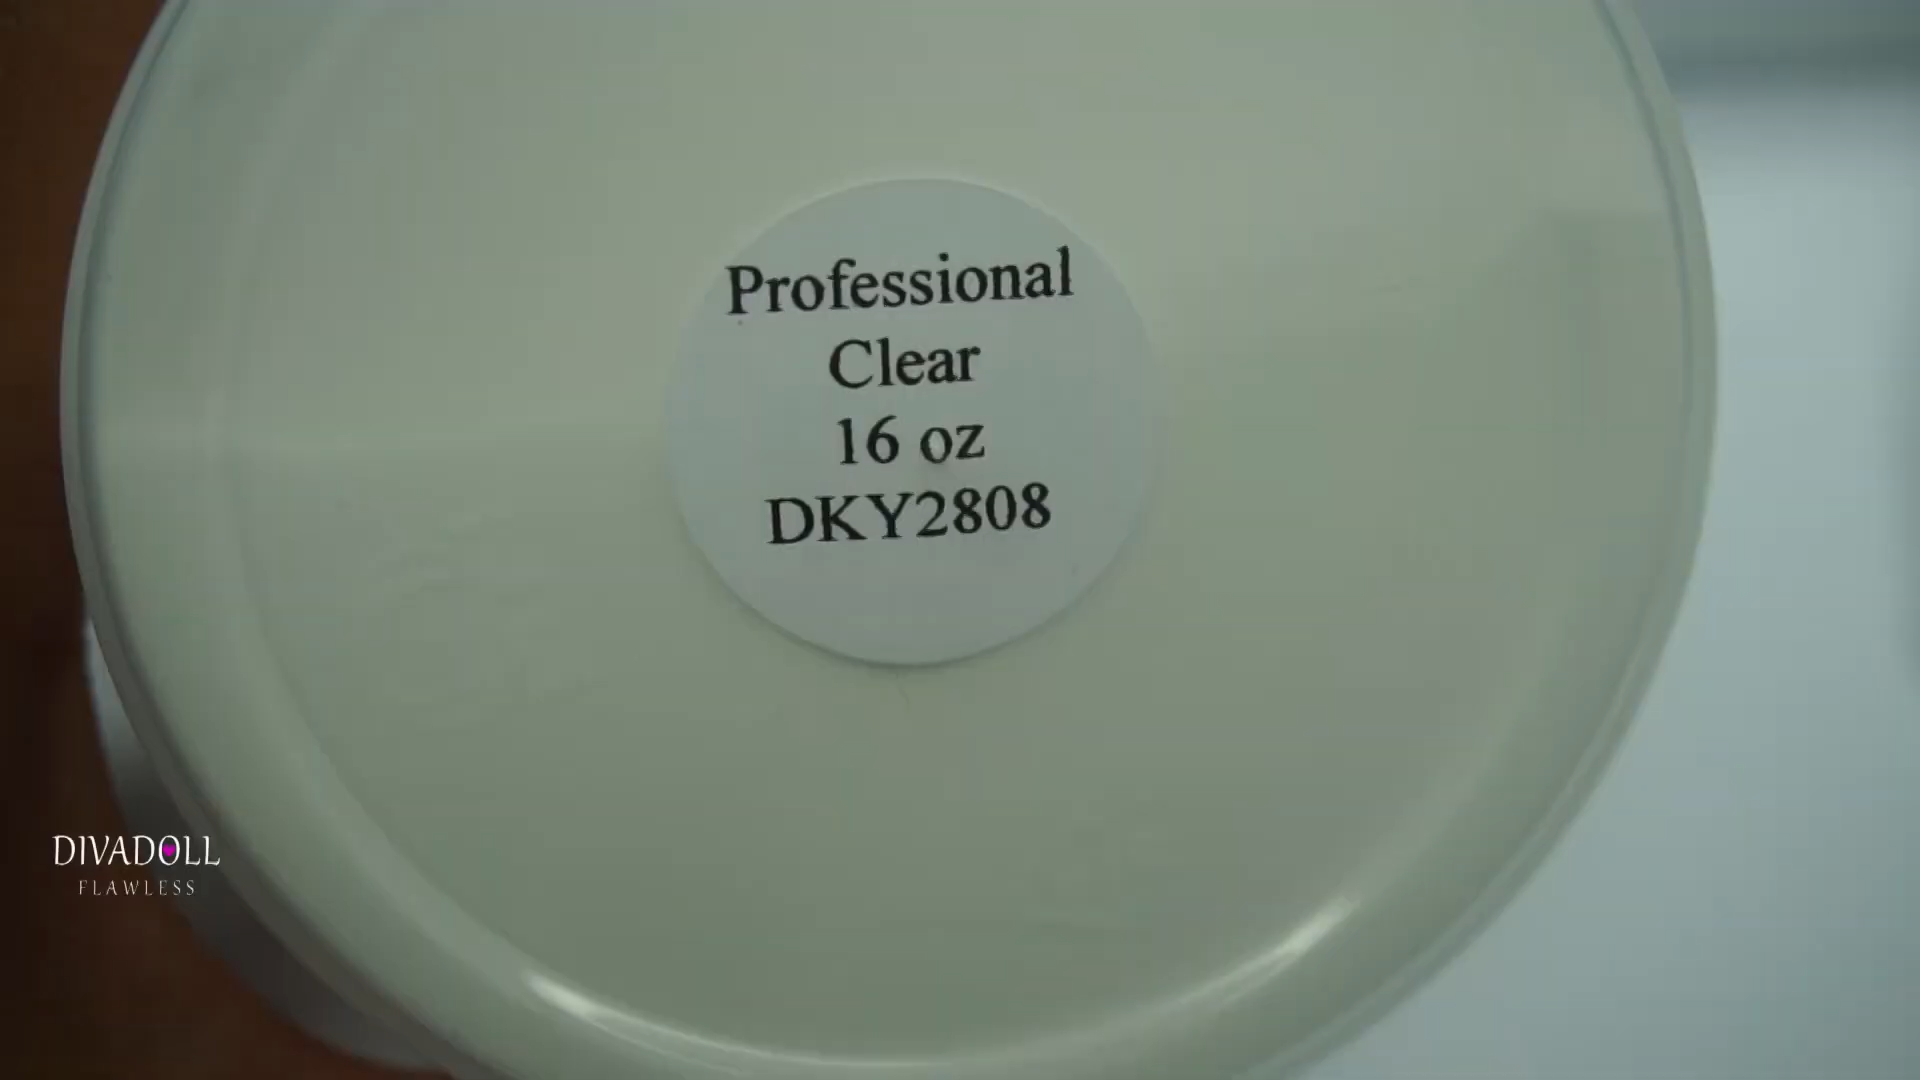 Professional
Clear
16 oz
DKY2808
DIVADOLL
FLAWLESS